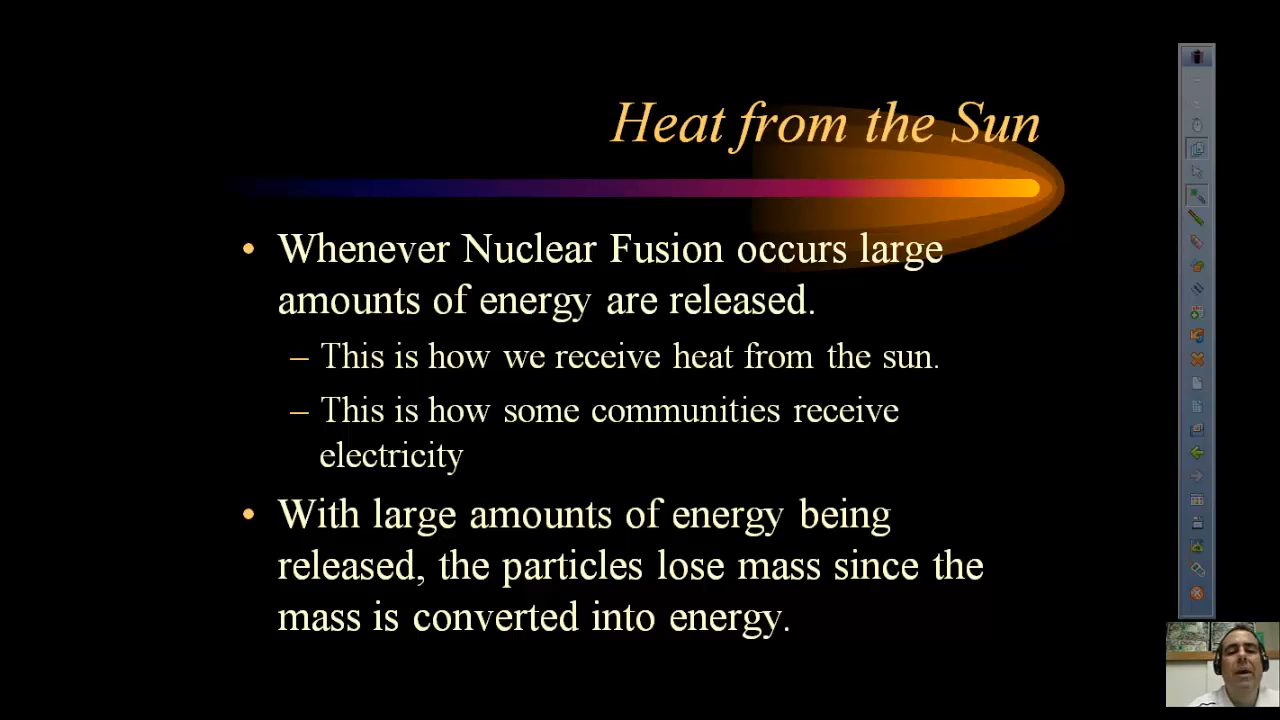 Heat from the Sun
• Whenever Nuclear Fusion occurs large
amounts of energy are released.
– This is how we receive heat from the sun.
– This is how some communities receive
electricity
• With large amounts of energy being
released, the particles lose mass since the
mass is converted into energy.